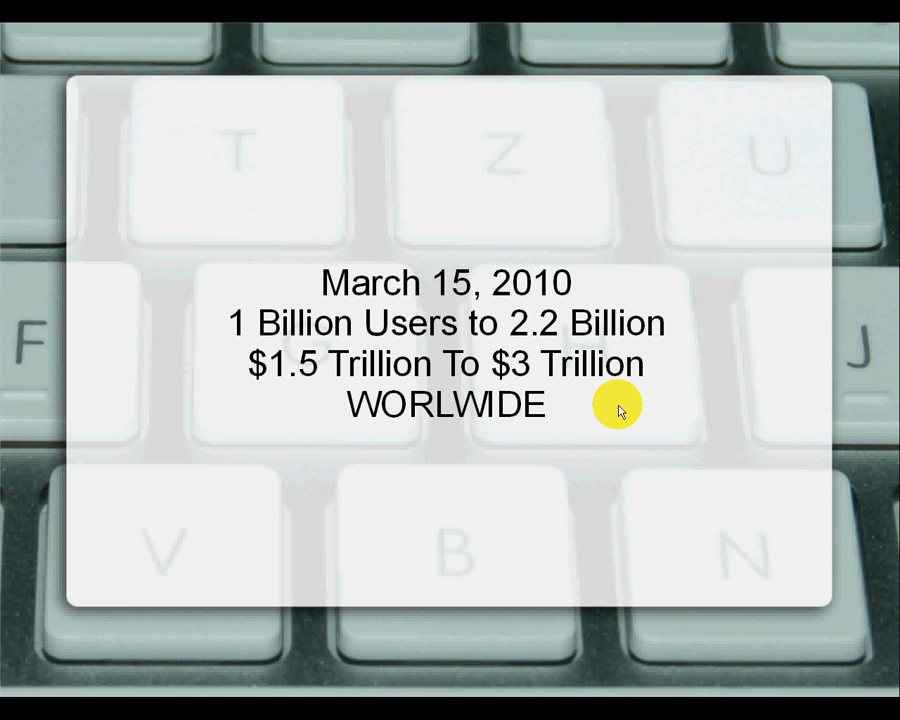 March 15, 2010
1 Billion Users to 2.2 Billion
$1.5 Trillion To $3 Trillion
WORLWIDE
T Z U
F G H J
V B N